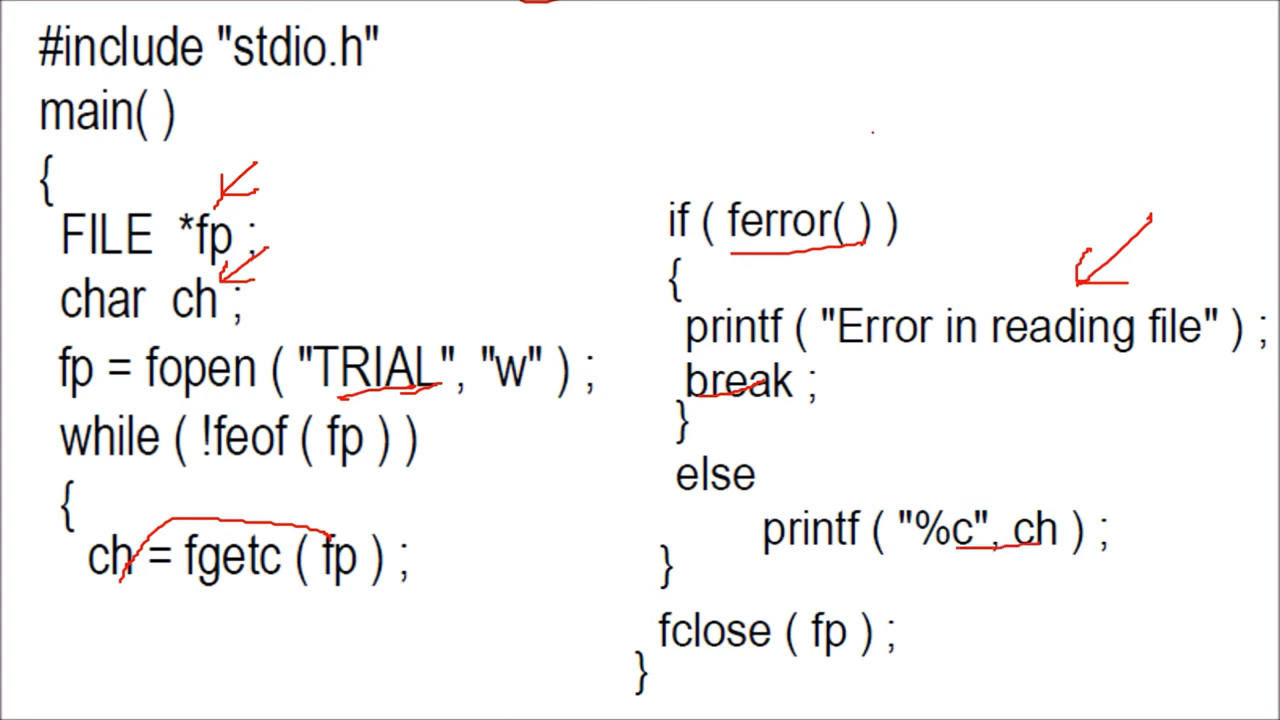 #include "stdio.h"
main( )
{
FILE *fp ;
char ch ;
fp = fopen ( "TRIAL", "w" ) ;
while ( !feof ( fp ) )
{
ch = fgetc ( fp ) ;
if ( ferror( ) )
{
printf ( "Error in reading file" ) ;
break ;
}
else
printf ( "%c", ch ) ;
}
fclose ( fp ) ;
}